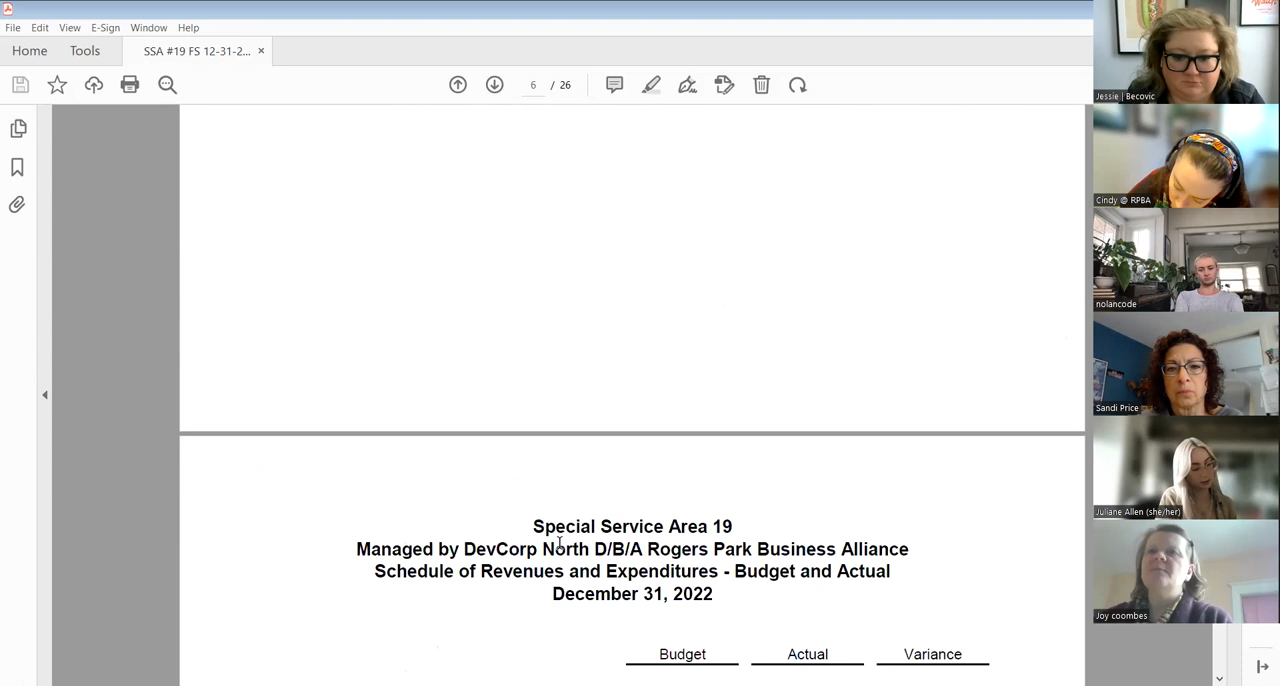 File Edit View E-Sign Window Help
Home Tools SSA #19 FS 12-31-2... ×
6 / 26
Special Service Area 19
Managed by DevCorp North D/B/A Rogers Park Business Alliance
Schedule of Revenues and Expenditures - Budget and Actual
December 31, 2022
Budget Actual Variance
Jessie | Becovic
Cindy @ RPBA
nolancode
Sandi Price
Juliane Allen (she/her)
Joy coombes